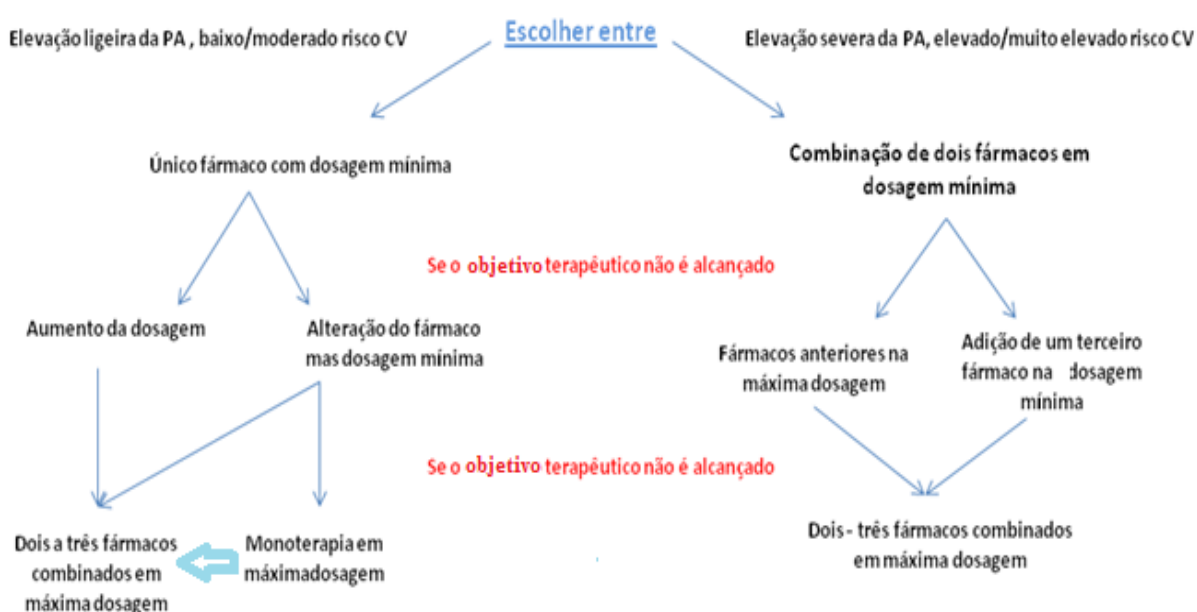 Elevação ligeira da PA , baixo/moderado risco CV
Escolher entre
Elevação severa da PA, elevado/muito elevado risco CV
Único fármaco com dosagem mínima
Combinação de dois fármacos em
dosagem mínima
Se o objetivo terapêutico não é alcançado
Aumento da dosagem
Alteração do fármaco
mas dosagem mínima
Fármacos anteriores na
máxima dosagem
Adição de um terceiro
fármaco na dosagem
mínima
Se o objetivo terapêutico não é alcançado
Dois a três fármacos
combinados em
máxima dosagem
Monoterapia em
máximadosagem
Dois - três fármacos combinados
em máxima dosagem